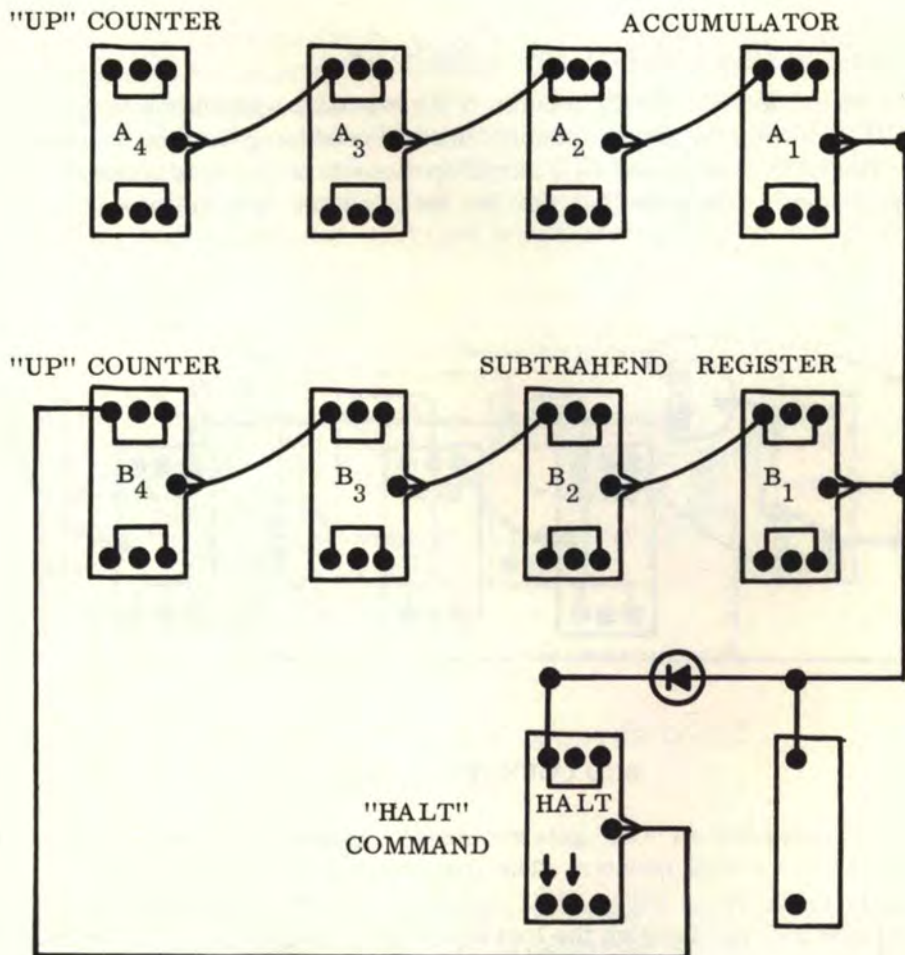 "UP" COUNTER ACCUMULATOR
A4 A3 A2 A1
"UP" COUNTER SUBTRAHEND REGISTER
B4 B3 B2 B1
"HALT" COMMAND
HALT